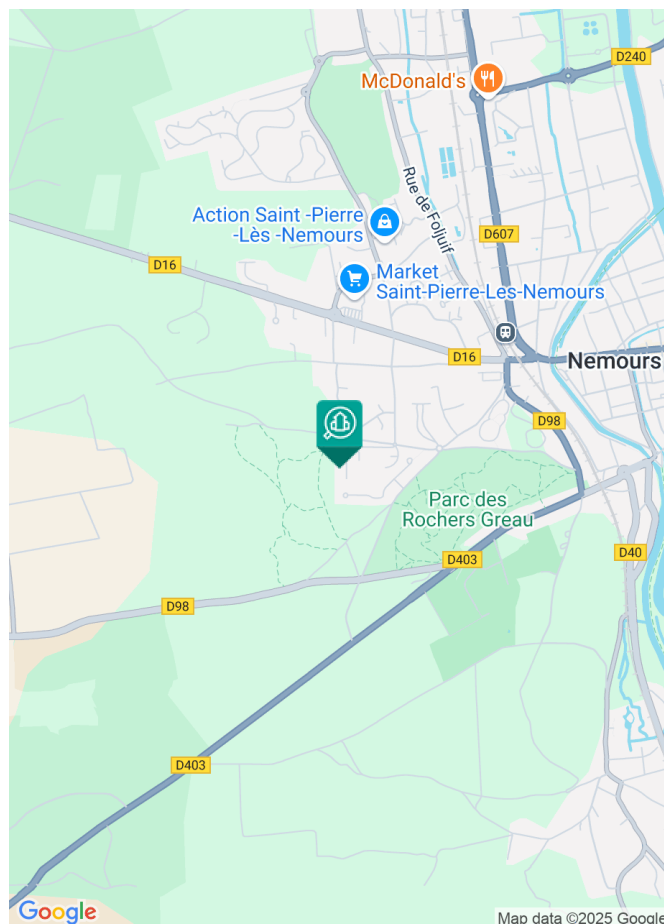 D240
McDonald's
Rue de Foljuif
Action Saint -Pierre
-Lès -Nemours
D607
D16
Market
Saint-Pierre-Les-Nemours
D16
Nemours
D98
Parc des
Rochers Greau
D40
D403
D98
D403
Google
Map data ©2025 Google